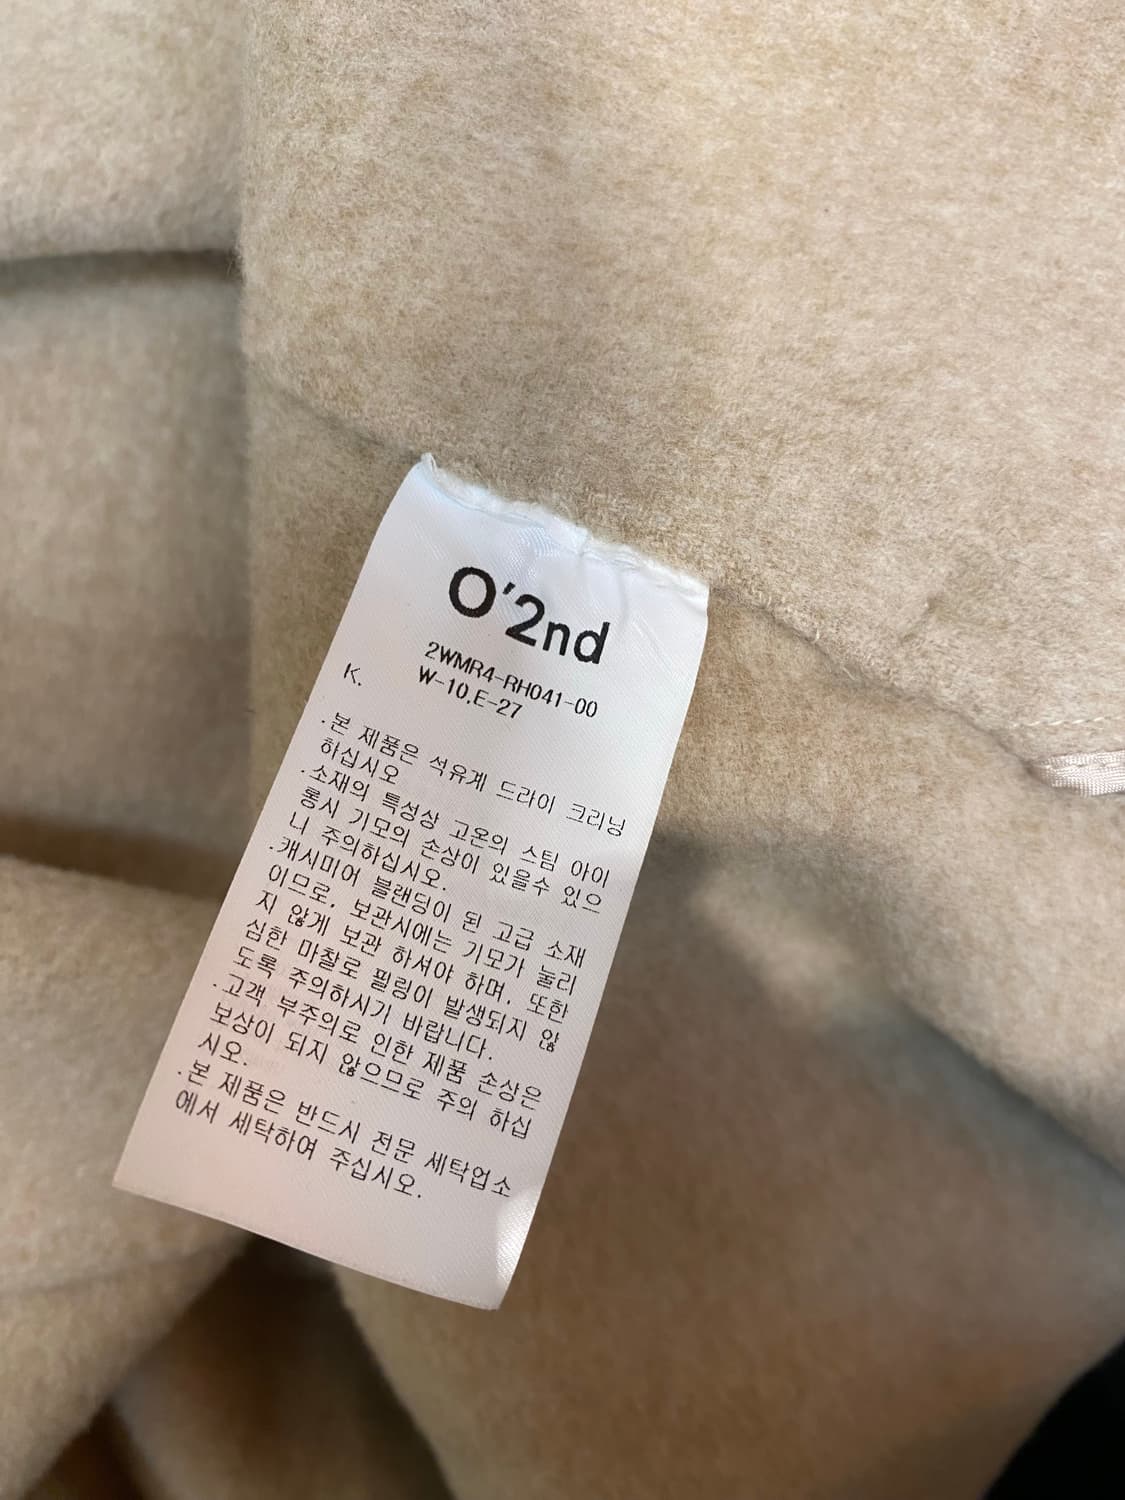 O'2nd
2WMR4-RH041-00
K. W-10,E-27
·본 제품은 석유계 드라이 크리닝
하십시오
·소재의 특성상 고온의 스팀 아이
롱시 기모의 손상이 있을수 있으
니 주의하십시오.
·캐시미어 블랜딩이 된 고급 소재
이므로, 보관시에는 기모가 눌리
지 않게 보관 하셔야 하며, 또한
심한 마찰로 필링이 발생되지 않
도록 주의하시기 바랍니다.
·고객 부주의로 인한 제품 손상은
보상이 되지 않으므로 주의 하십
시오.
·본 제품은 반드시 전문 세탁업소
에서 세탁하여 주십시오.